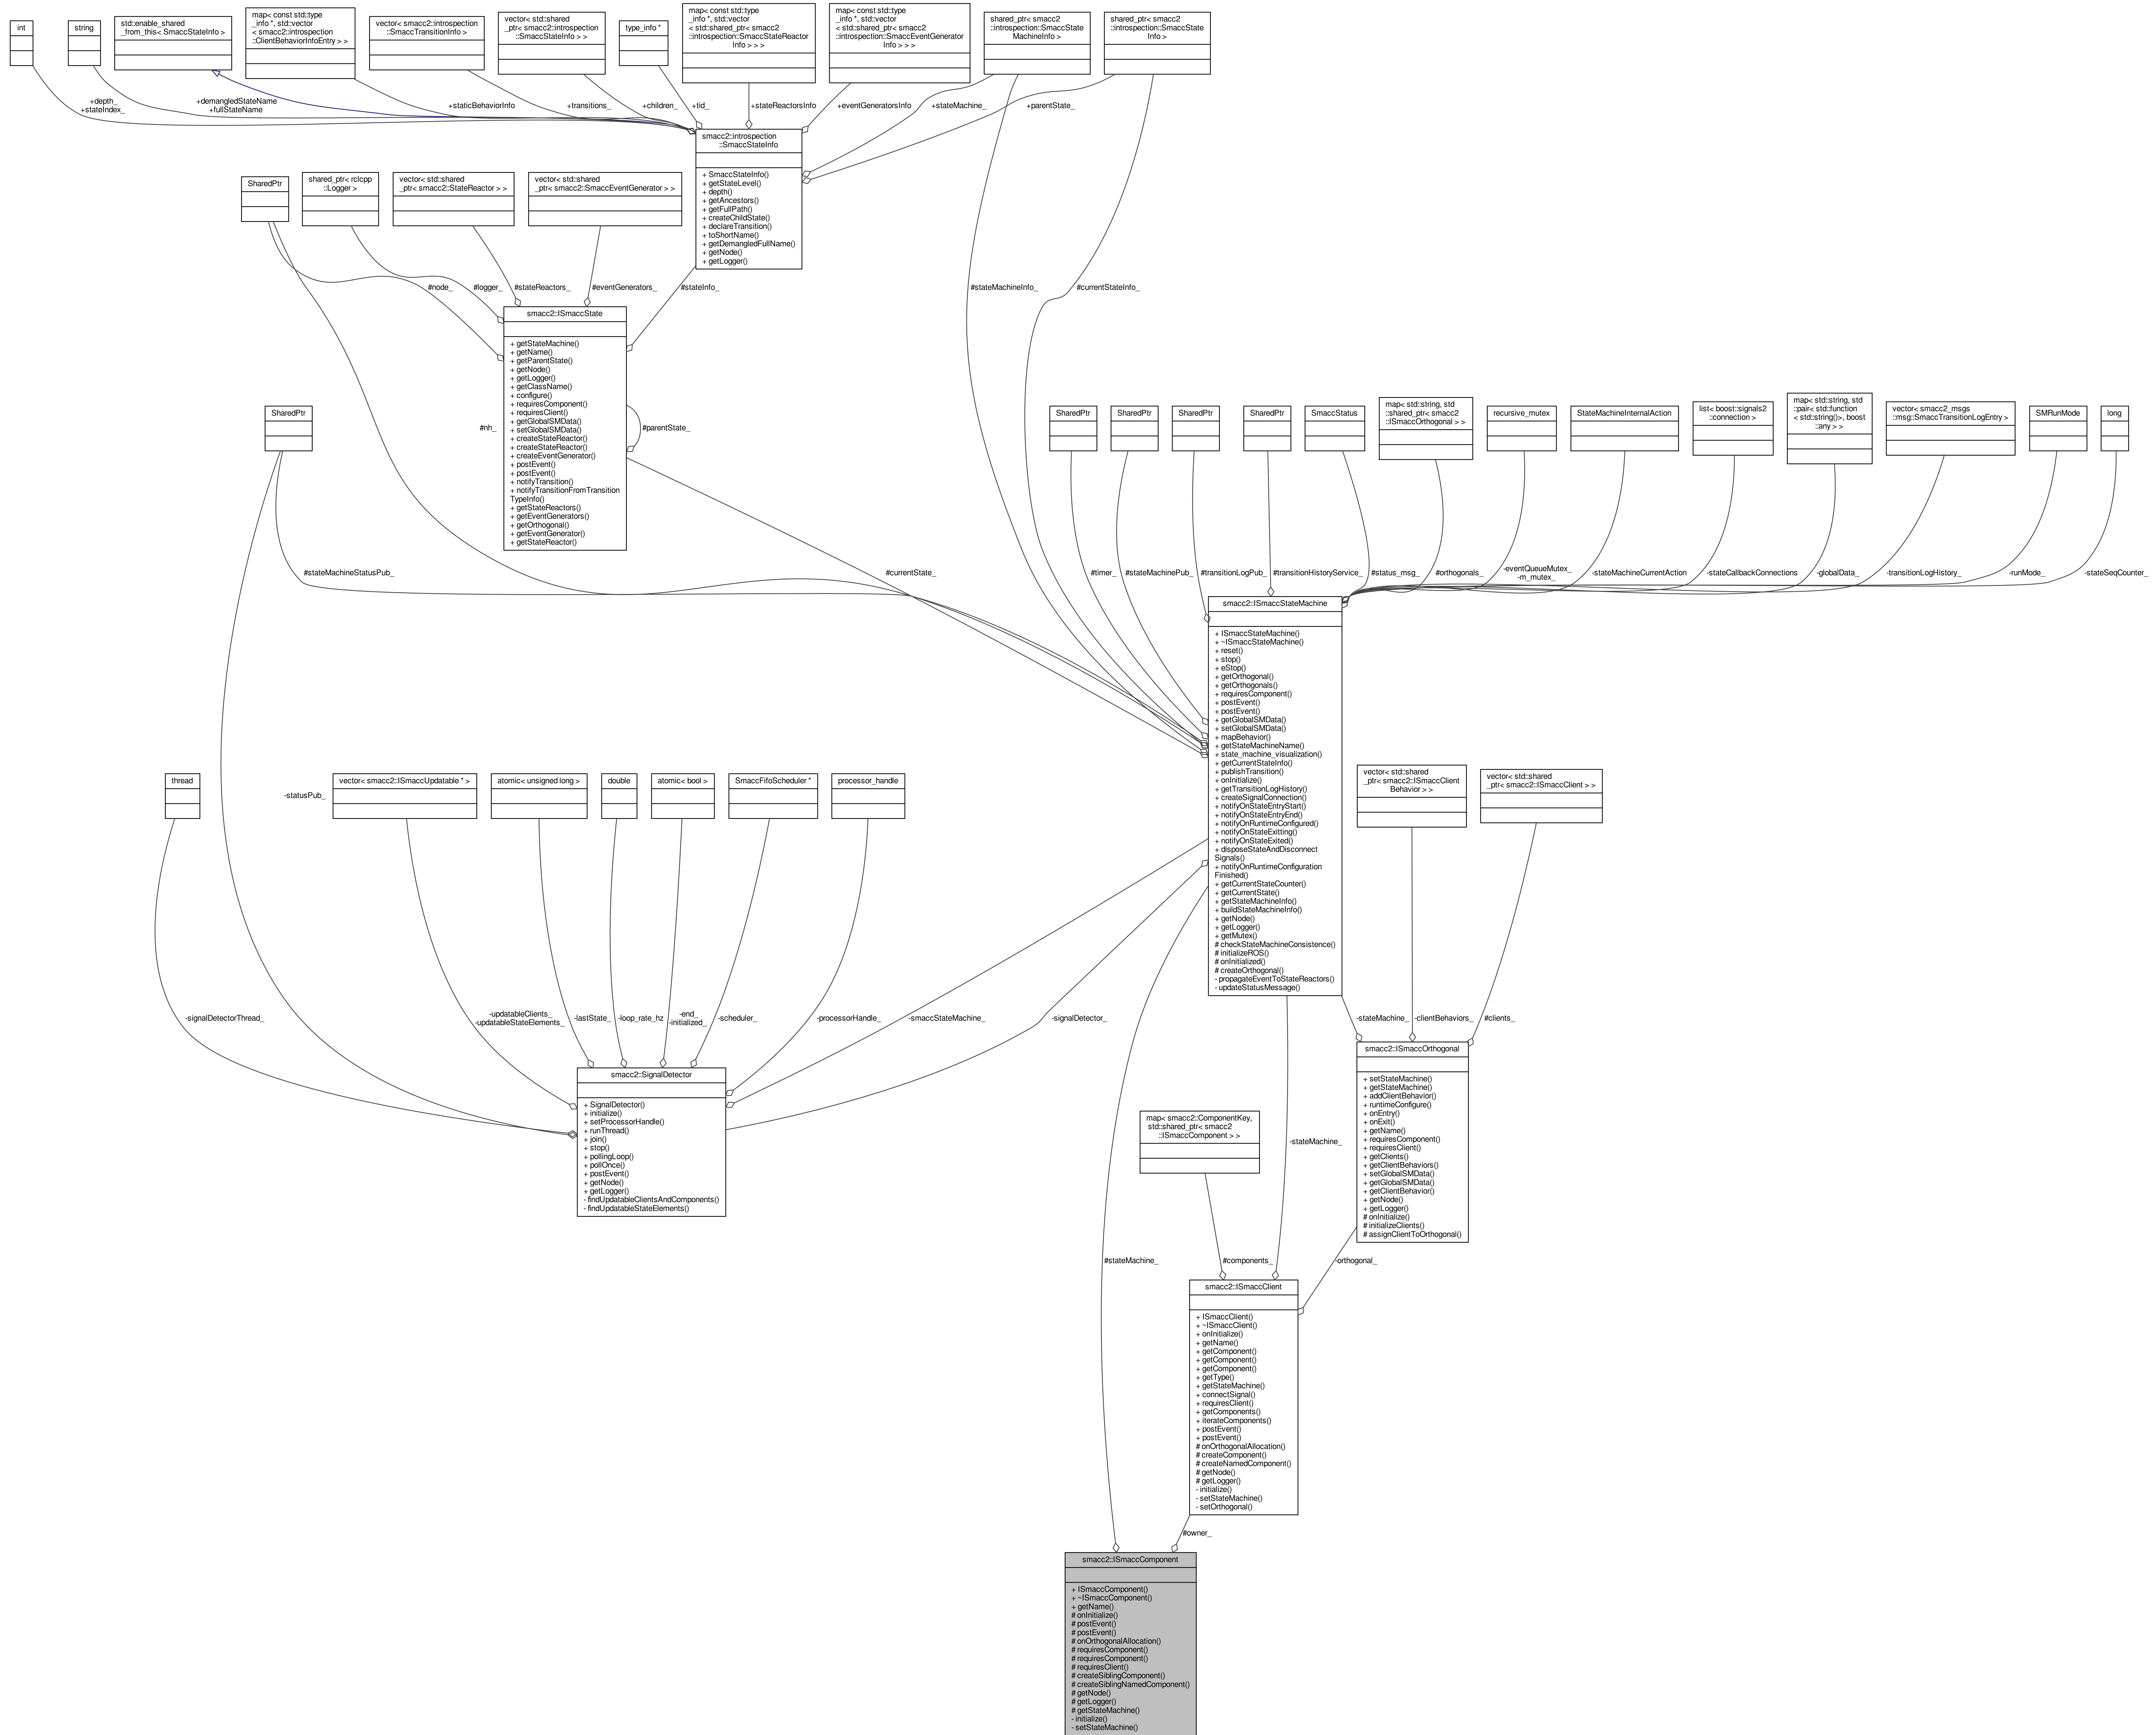 int
string
std::enable_shared
_from_this< SmaccStateInfo >
map< const std::type
_info *, std::vector
< smacc2::introspection
::ClientBehaviorInfoEntry > >
vector< smacc2::introspection
::SmaccTransitionInfo >
vector< std::shared
_ptr< smacc2::introspection
::SmaccStateInfo > >
type_info *
map< const std::type
_info *, std::vector
< std::shared_ptr< smacc2
::introspection::SmaccStateReactor
Info > > >
map< const std::type
_info *, std::vector
< std::shared_ptr< smacc2
::introspection::SmaccEventGenerator
Info > > >
shared_ptr< smacc2
::introspection::SmaccState
MachineInfo >
shared_ptr< smacc2
::introspection::SmaccState
Info >
+depth_
+stateIndex_
+demangledStateName
+fullStateName
+staticBehaviorInfo
+transitions_
+children_
+tid_
+stateReactorsInfo
+eventGeneratorsInfo
+stateMachine_
+parentState_
smacc2::introspection
::SmaccStateInfo
+ SmaccStateInfo()
+ getStateLevel()
+ depth()
+ getAncestors()
+ getFullPath()
+ createChildState()
+ declareTransition()
+ toShortName()
+ getDemangledFullName()
+ getNode()
+ getLogger()
SharedPtr
shared_ptr< rclcpp
::Logger >
vector< std::shared
_ptr< smacc2::StateReactor > >
vector< std::shared
_ptr< smacc2::SmaccEventGenerator > >
#node_
#logger_
#stateReactors_
#eventGenerators_
#stateInfo_
#stateMachineInfo_
#currentStateInfo_
smacc2::ISmaccState
+ getStateMachine()
+ getName()
+ getParentState()
+ getNode()
+ getLogger()
+ getClassName()
+ configure()
+ requiresComponent()
+ requiresClient()
+ getGlobalSMData()
+ setGlobalSMData()
+ createStateReactor()
+ createStateReactor()
+ createEventGenerator()
+ postEvent()
+ postEvent()
+ notifyTransition()
+ notifyTransitionFromTransition
TypeInfo()
+ getStateReactors()
+ getEventGenerators()
+ getOrthogonal()
+ getEventGenerator()
+ getStateReactor()
#parentState_
#nh_
SharedPtr
SharedPtr
SharedPtr
SharedPtr
SharedPtr
SmaccStatus
map< std::string, std
::shared_ptr< smacc2
::ISmaccOrthogonal > >
recursive_mutex
StateMachineInternalAction
list< boost::signals2
::connection >
map< std::string, std
::pair< std::function
< std::string()>, boost
::any > >
vector< smacc2_msgs
::msg::SmaccTransitionLogEntry >
SMRunMode
long
#stateMachineStatusPub_
#currentState_
#timer_
#stateMachinePub_
#transitionLogPub_
#transitionHistoryService_
#status_msg_
#orthogonals_
-eventQueueMutex_
-m_mutex_
-stateMachineCurrentAction
-stateCallbackConnections
-globalData_
-transitionLogHistory_
-runMode_
-stateSeqCounter_
smacc2::ISmaccStateMachine
+ ISmaccStateMachine()
+ ~ISmaccStateMachine()
+ reset()
+ stop()
+ eStop()
+ getOrthogonal()
+ getOrthogonals()
+ requiresComponent()
+ postEvent()
+ postEvent()
+ getGlobalSMData()
+ setGlobalSMData()
+ mapBehavior()
+ getStateMachineName()
+ state_machine_visualization()
+ getCurrentStateInfo()
+ publishTransition()
+ onInitialize()
+ getTransitionLogHistory()
+ createSignalConnection()
+ notifyOnStateEntryStart()
+ notifyOnStateEntryEnd()
+ notifyOnRuntimeConfigured()
+ notifyOnStateExitting()
+ notifyOnStateExited()
+ disposeStateAndDisconnect
Signals()
+ notifyOnRuntimeConfiguration
Finished()
+ getCurrentStateCounter()
+ getCurrentState()
+ getStateMachineInfo()
+ buildStateMachineInfo()
+ getNode()
+ getLogger()
+ getMutex()
# checkStateMachineConsistence()
# initializeROS()
# onInitialized()
# createOrthogonal()
- propagateEventToStateReactors()
- updateStatusMessage()
thread
-statusPub_
vector< smacc2::ISmaccUpdatable * >
atomic< unsigned long >
double
atomic< bool >
SmaccFifoScheduler *
processor_handle
vector< std::shared
_ptr< smacc2::ISmaccClient
Behavior > >
vector< std::shared
_ptr< smacc2::ISmaccClient > >
-signalDetectorThread_
-updatableClients_
-updatableStateElements_
-lastState_
-loop_rate_hz
-end_
-initialized_
-scheduler_
-processorHandle_
-smaccStateMachine_
-signalDetector_
-stateMachine_
-clientBehaviors_
#clients_
smacc2::SignalDetector
+ SignalDetector()
+ initialize()
+ setProcessorHandle()
+ runThread()
+ join()
+ stop()
+ pollingLoop()
+ pollOnce()
+ postEvent()
+ getNode()
+ getLogger()
- findUpdatableClientsAndComponents()
- findUpdatableStateElements()
smacc2::ISmaccOrthogonal
+ setStateMachine()
+ getStateMachine()
+ addClientBehavior()
+ runtimeConfigure()
+ onEntry()
+ onExit()
+ getName()
+ requiresComponent()
+ requiresClient()
+ getClients()
+ getClientBehaviors()
+ setGlobalSMData()
+ getGlobalSMData()
+ getClientBehavior()
+ getNode()
+ getLogger()
# onInitialize()
# initializeClients()
# assignClientToOrthogonal()
map< smacc2::ComponentKey,
std::shared_ptr< smacc2
::ISmaccComponent > >
-stateMachine_
#stateMachine_
#components_
-orthogonal_
smacc2::ISmaccClient
+ ISmaccClient()
+ ~ISmaccClient()
+ onInitialize()
+ getName()
+ getComponent()
+ getComponent()
+ getComponent()
+ getType()
+ getStateMachine()
+ connectSignal()
+ requiresClient()
+ getComponents()
+ iterateComponents()
+ postEvent()
+ postEvent()
# onOrthogonalAllocation()
# createComponent()
# createNamedComponent()
# getNode()
# getLogger()
- initialize()
- setStateMachine()
- setOrthogonal()
#owner_
smacc2::ISmaccComponent
+ ISmaccComponent()
+ ~ISmaccComponent()
+ getName()
# onInitialize()
# postEvent()
# postEvent()
# onOrthogonalAllocation()
# requiresComponent()
# requiresComponent()
# requiresClient()
# createSiblingComponent()
# createSiblingNamedComponent()
# getNode()
# getLogger()
# getStateMachine()
- initialize()
- setStateMachine()